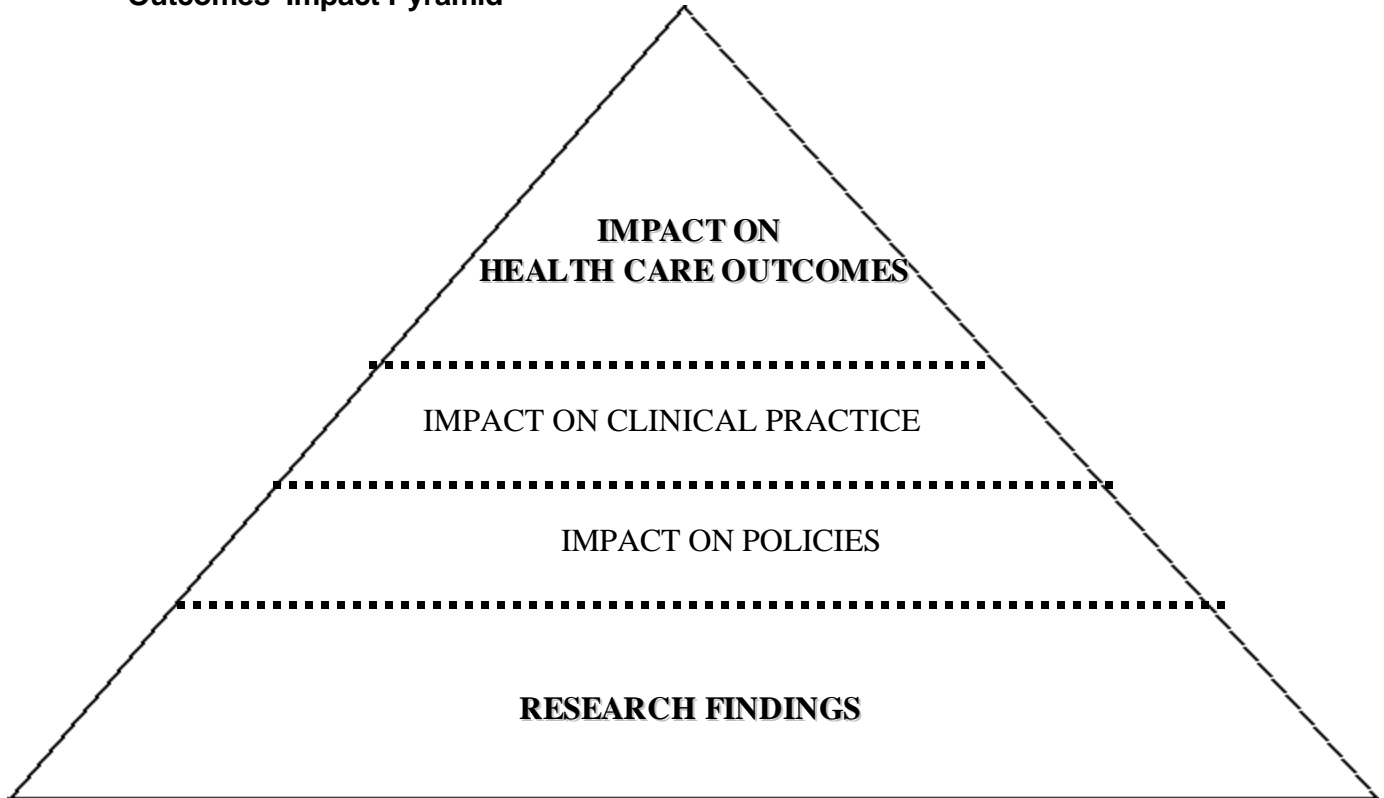 Outcomes Impact Pyramid
IMPACT ON
HEALTH CARE OUTCOMES
IMPACT ON CLINICAL PRACTICE
IMPACT ON POLICIES
RESEARCH FINDINGS